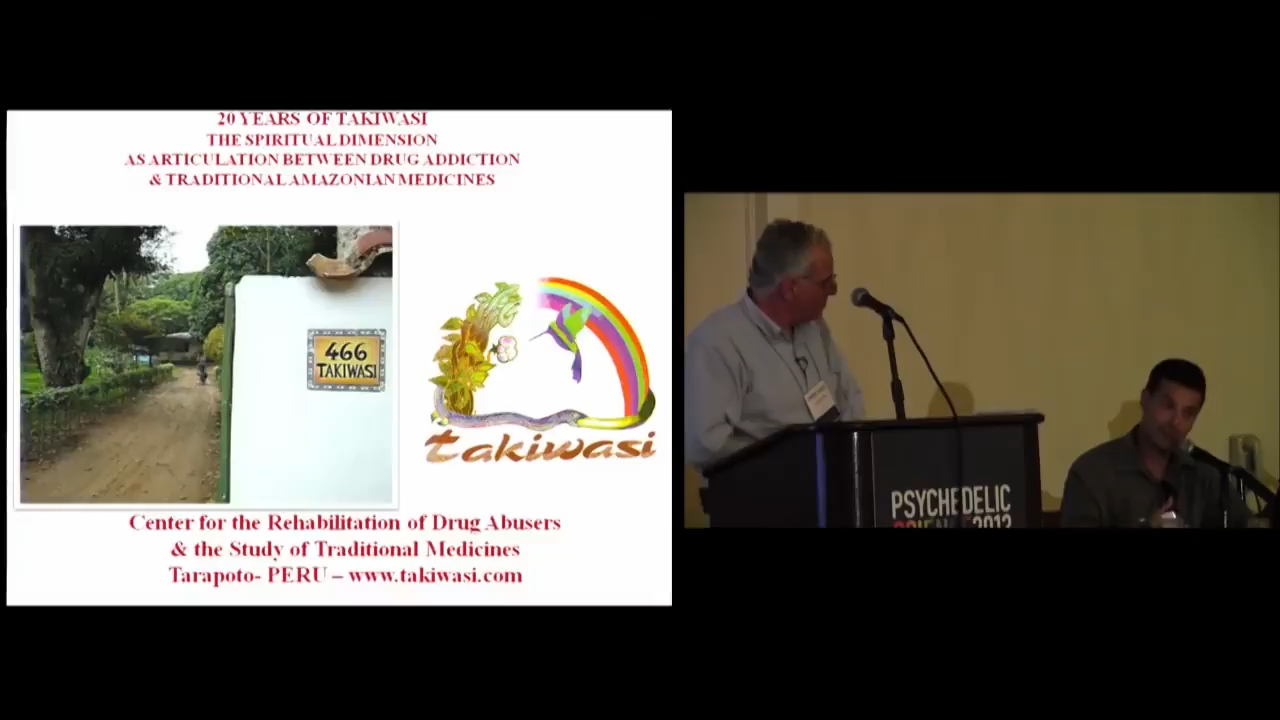 20 YEARS OF TAKIWASI
THE SPIRITUAL DIMENSION
AS ARTICULATION BETWEEN DRUG ADDICTION
& TRADITIONAL AMAZONIAN MEDICINES
466
TAKIWASI
takiwasi
Center for the Rehabilitation of Drug Abusers
& the Study of Traditional Medicines
Tarapoto- PERU – www.takiwasi.com
PSYCHEDELIC
SCIENCE2013